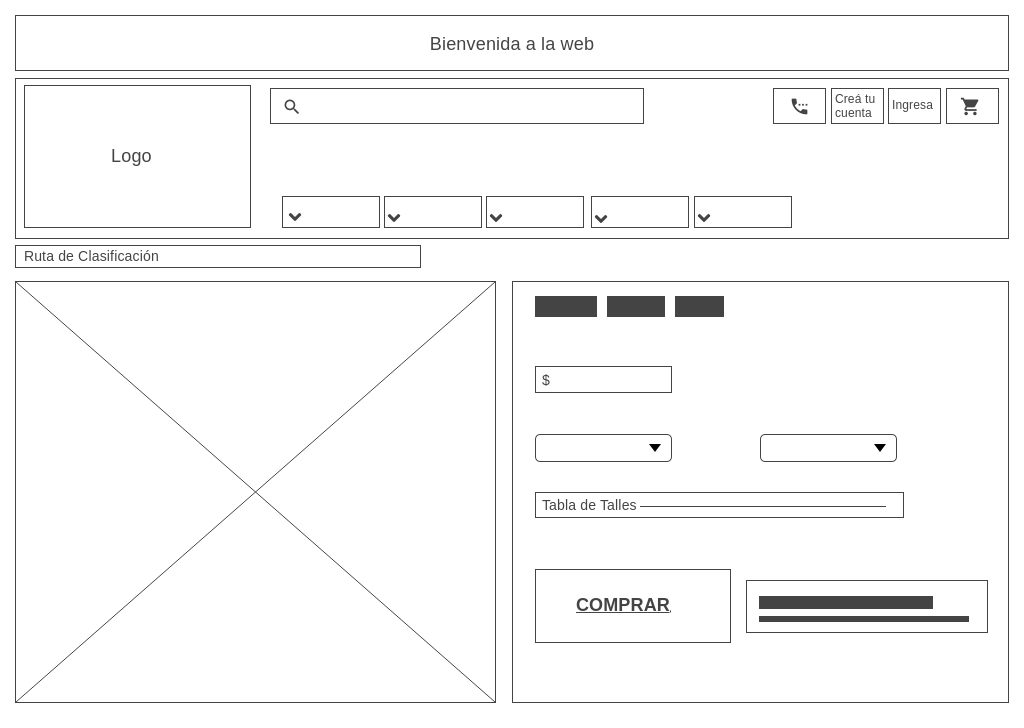 Bienvenida a la web
Creá tu
cuenta
Ingresa
Logo
Ruta de Clasificación
$
Tabla de Talles
COMPRAR